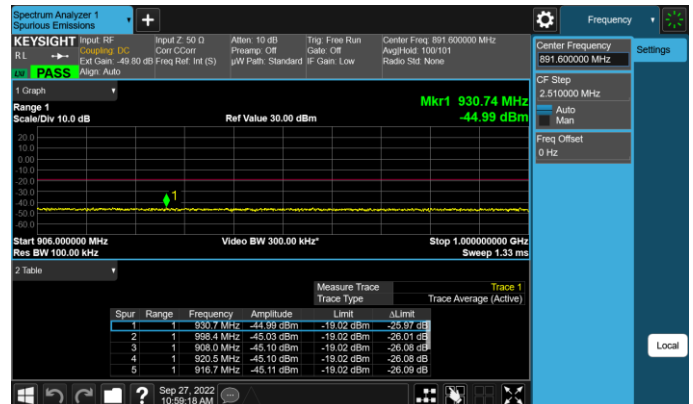 Spectrum Analyzer 1
Spurious Emissions
+
Frequency
KEYSIGHT Input: RF Input Z: 50 Ω Atten: 10 dB Trig: Free Run Center Freq: 891.600000 MHz
RL Coupling: DC Corr CCorr Preamp: Off Gate: Off Avg|Hold: 100/101
Ext Gain: -49.80 dB Freq Ref: Int (S) µW Path: Standard IF Gain: Low Radio Std: None
LXI PASS Align: Auto
1 Graph
Range 1
Mkr1 930.74 MHz
Scale/Div 10.0 dB Ref Value 30.00 dBm -44.99 dBm
20.0
10.0
0.00
-10.0
-20.0
-30.0
-40.0
-50.0
-60.0
1
Start 906.000000 MHz Video BW 300.00 kHz* Stop 1.000000000 GHz
Res BW 100.00 kHz Sweep 1.33 ms
2 Table
Measure Trace Trace 1
Trace Type Trace Average (Active)
Spur Range Frequency Amplitude Limit ΔLimit
1 1 930.7 MHz -44.99 dBm -19.02 dBm -25.97 dB
2 1 998.4 MHz -45.03 dBm -19.02 dBm -26.01 dB
3 1 908.0 MHz -45.10 dBm -19.02 dBm -26.08 dB
4 1 920.5 MHz -45.10 dBm -19.02 dBm -26.08 dB
5 1 916.7 MHz -45.11 dBm -19.02 dBm -26.09 dB
? Sep 27, 2022
10:59:18 AM
Center Frequency
891.600000 MHz
Settings
CF Step
2.510000 MHz
Auto
Man
Freq Offset
0 Hz
Local